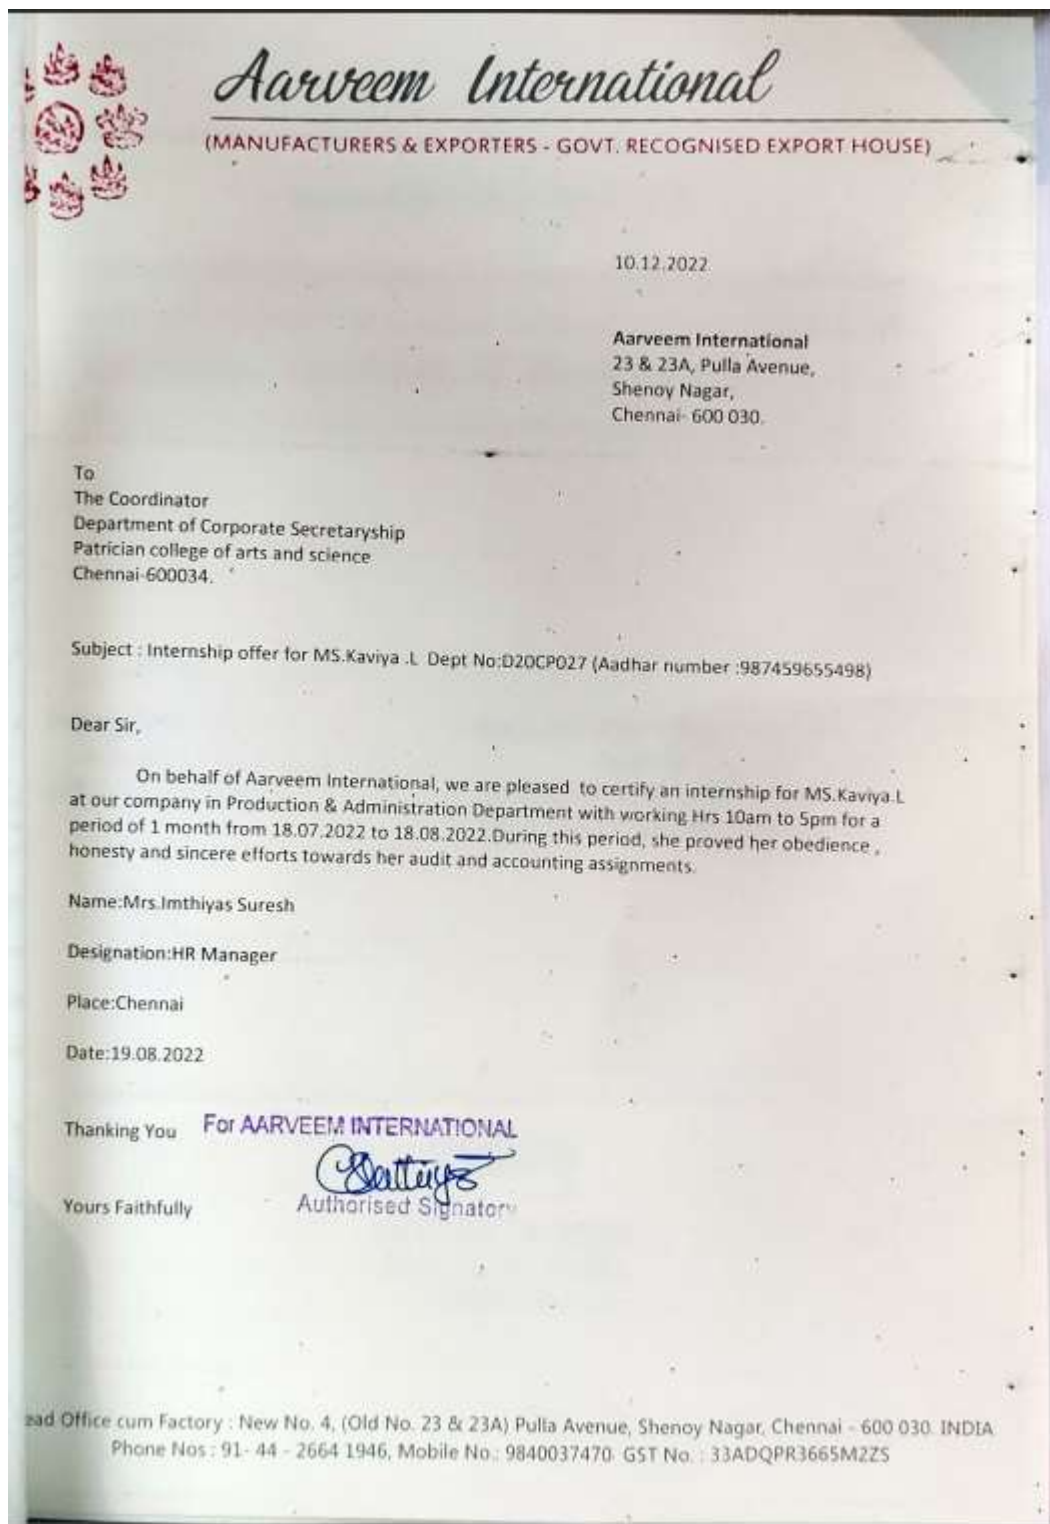 Aarveem International
(MANUFACTURERS & EXPORTERS - GOVT. RECOGNISED EXPORT HOUSE)
10.12.2022.
Aarveem International
23 & 23A, Pulla Avenue,
Shenoy Nagar,
Chennai- 600 030.
To
The Coordinator
Department of Corporate Secretaryship
Patrician college of arts and science
Chennai-600034.
Subject : Internship offer for MS.Kaviya .L Dept No:D20CP027 (Aadhar number :987459655498)
Dear Sir,
On behalf of Aarveem International, we are pleased to certify an internship for MS.Kaviya.L
at our company in Production & Administration Department with working Hrs 10am to 5pm for a
period of 1 month from 18.07.2022 to 18.08.2022.During this period, she proved her obedience ,
honesty and sincere efforts towards her audit and accounting assignments.
Name:Mrs.Imthiyas Suresh
Designation:HR Manager
Place:Chennai
Date:19.08.2022
Thanking You
For AARVEEM INTERNATIONAL
Authorised Signatory
Yours Faithfully
ead Office cum Factory : New No. 4, (Old No. 23 & 23A) Pulla Avenue, Shenoy Nagar, Chennai - 600 030. INDIA
Phone Nos : 91- 44 - 2664 1946, Mobile No.: 9840037470 GST No. : 33ADQPR3665M2ZS